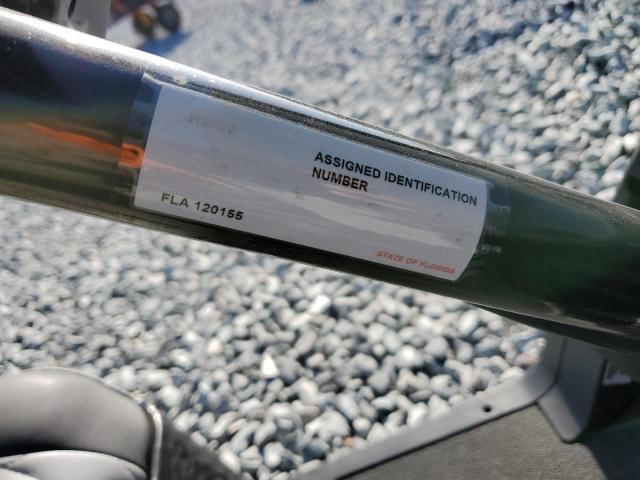 ASSIGNED IDENTIFICATION
NUMBER
FLA 120155
STATE OF FLORIDA